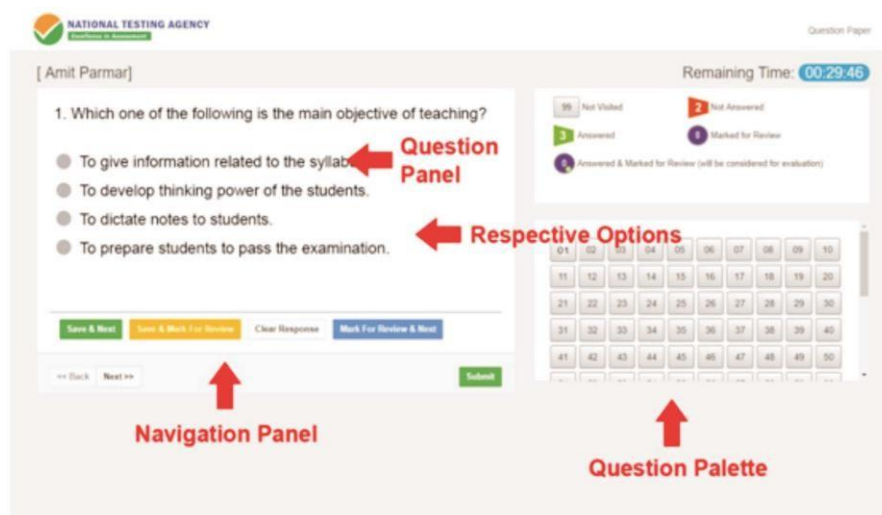 NATIONAL TESTING AGENCY
Excellence in Assessment
Question Paper
[ Amit Parmar]
Remaining Time: 00:29:46
1. Which one of the following is the main objective of teaching?
To give information related to the
To develop thinking power of the students.
To dictate notes to students.
To prepare students to pass the examination.
Question
Panel
Respective Options
Save & Next
Save & Mark For Review
Clear Response
Mark For Review & Next
<< Back
Next >>
Submit
Navigation Panel
99 Not Visited
2 Not Answered
3 Answered
Marked for Review
Answered & Marked for Review (will be considered for evaluation)
01 02 03 04 05 06 07 08 09 10
11 12 13 14 15 16 17 18 19 20
21 22 23 24 25 26 27 28 29 30
31 32 33 34 35 36 37 38 39 40
41 42 43 44 45 46 47 48 49 50
Question Palette